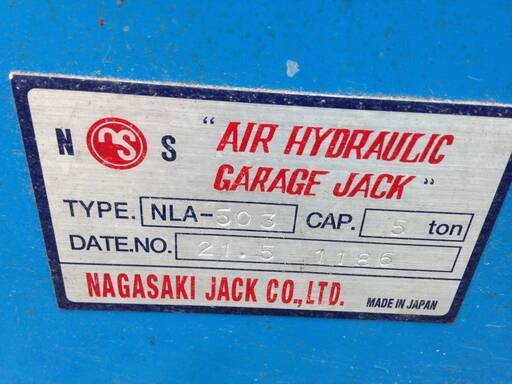 N NS S "AIR HYDRAULIC
GARAGE JACK"
TYPE. NLA-503 CAP. 5 ton
DATE.NO. 21.5 1186
NAGASAKI JACK CO., LTD. MADE IN JAPAN